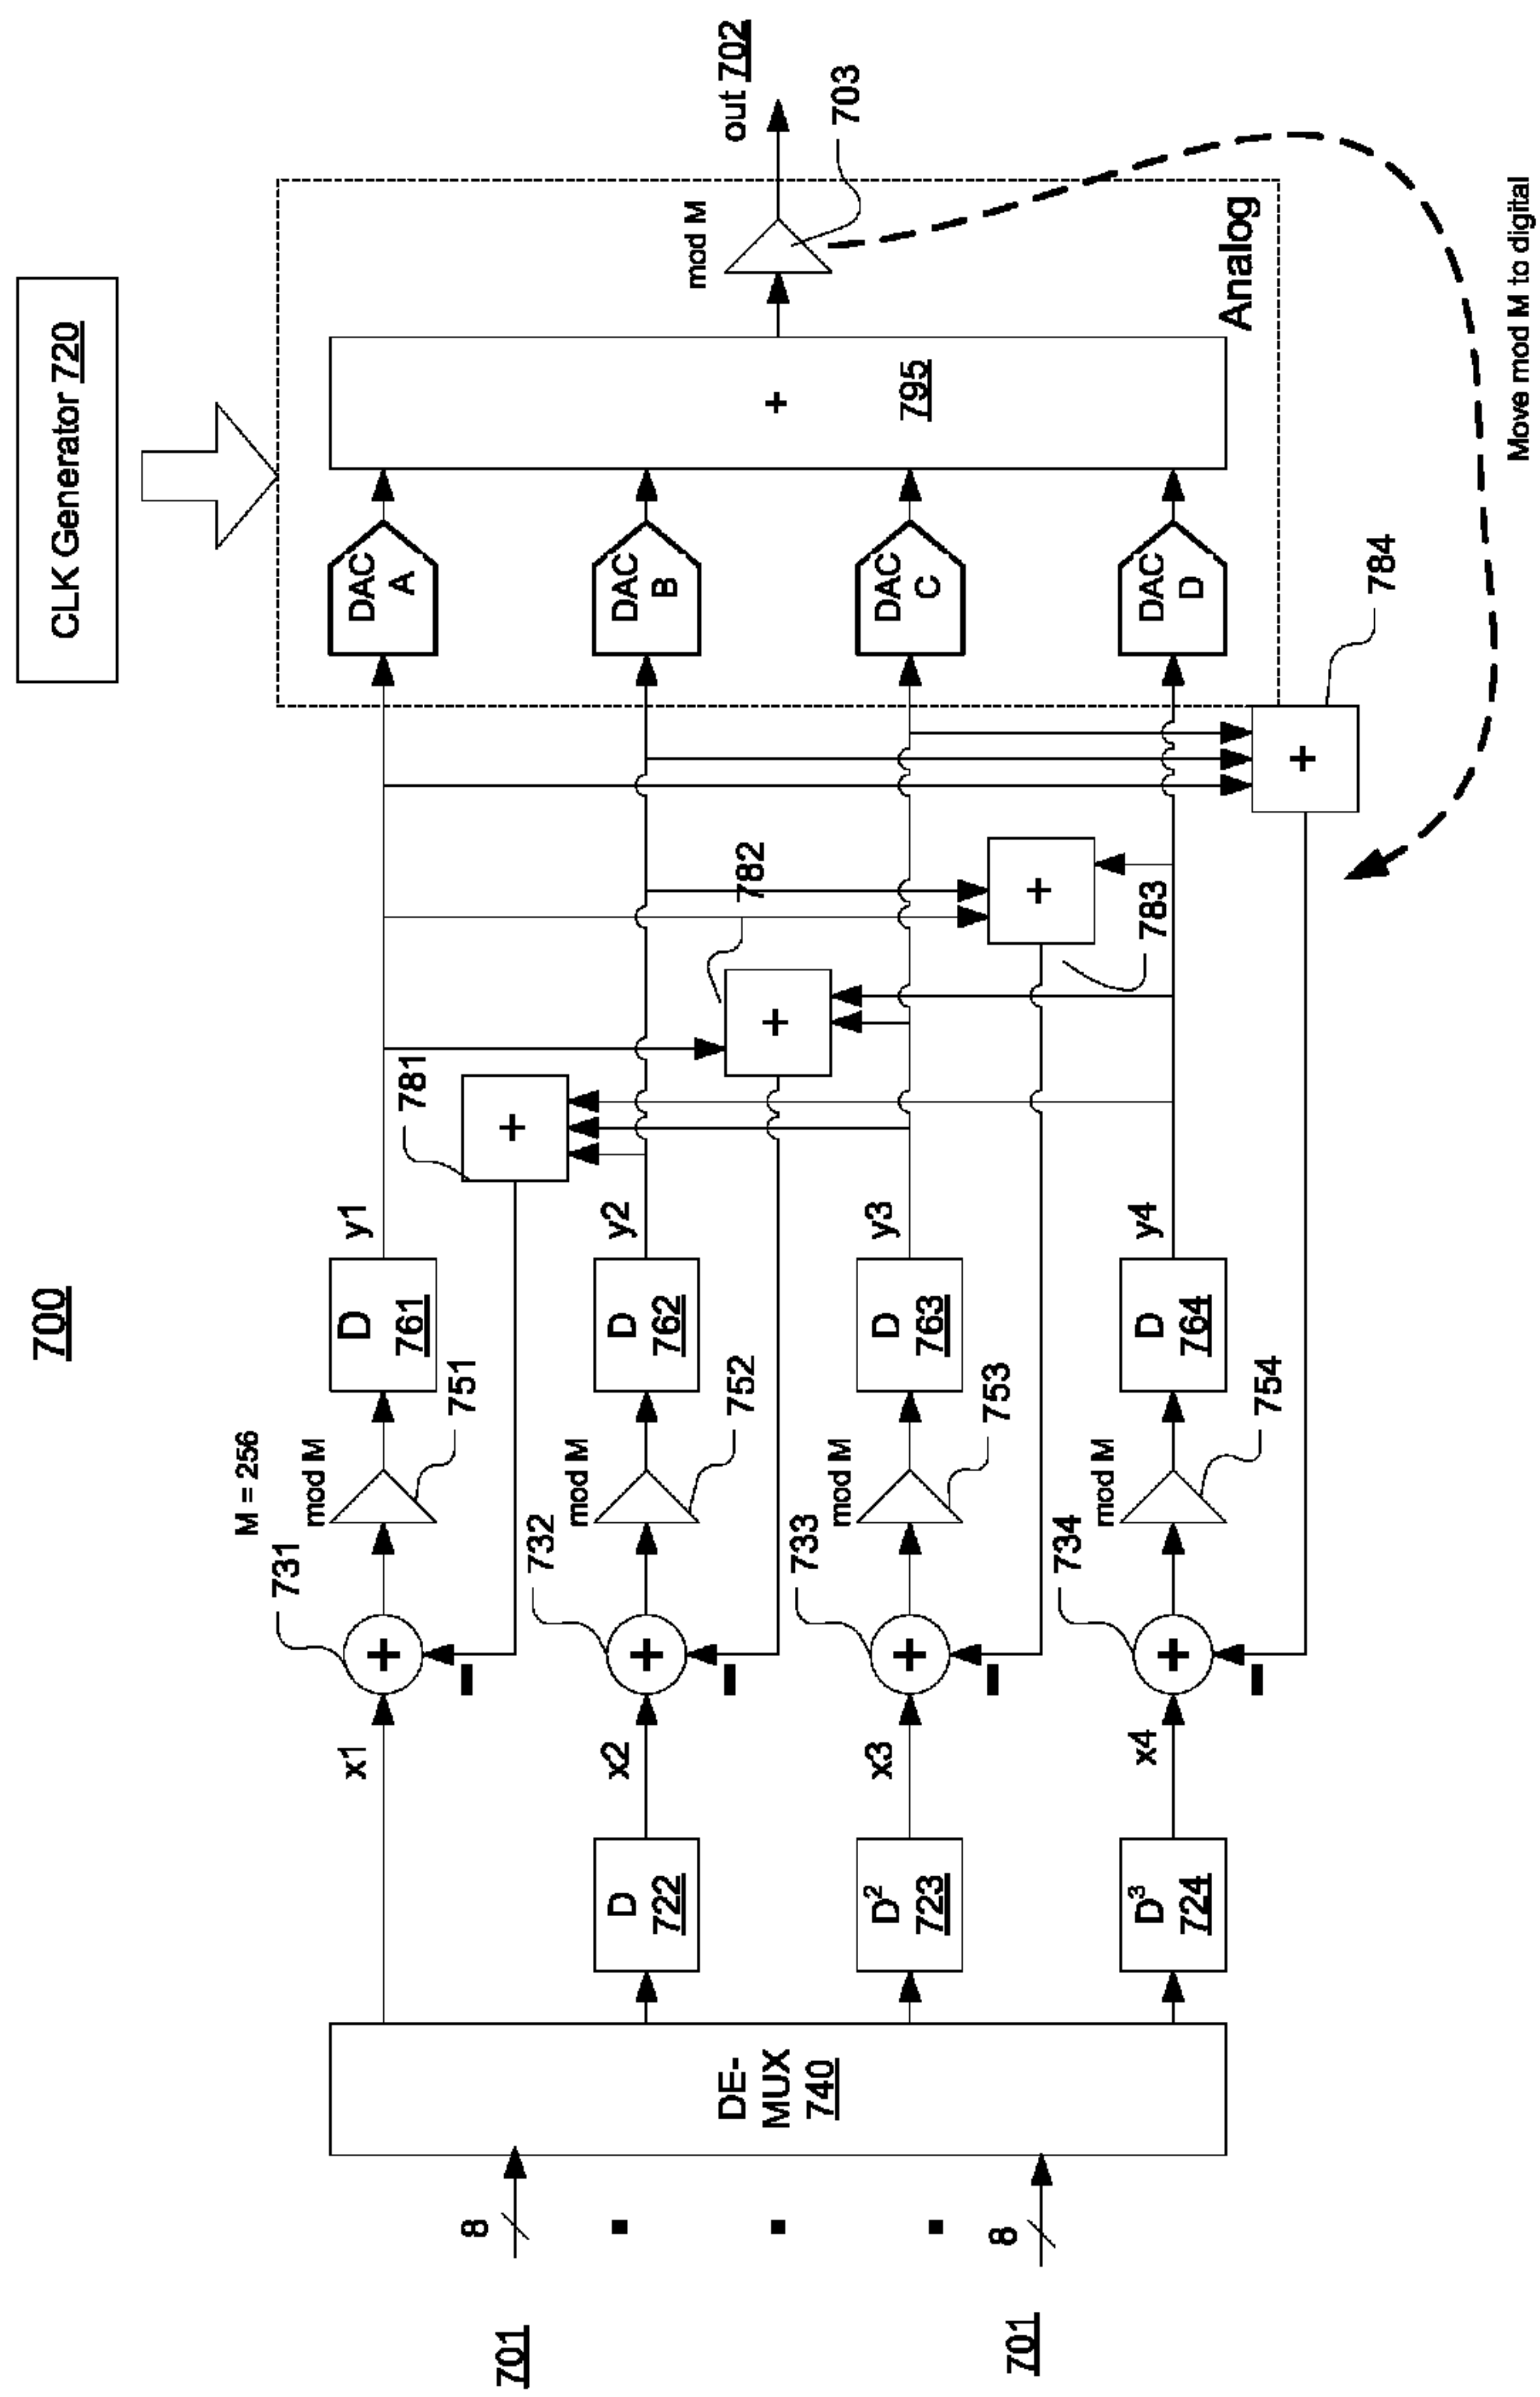 700
CLK Generator 720
M = 256
701
8
8
701
DE-
MUX
740
x1
731
mod M
751
D
761
y1
781
DAC
A
D
722
x2
732
mod M
752
D
762
y2
782
DAC
B
D²
723
x3
733
mod M
753
D
763
y3
783
DAC
C
D³
724
x4
734
mod M
754
D
764
y4
784
DAC
D
+
+
+
+
+
+
+
+
−
−
−
−
+
795
mod M
703
out 702
Analog
Move mod M to digital